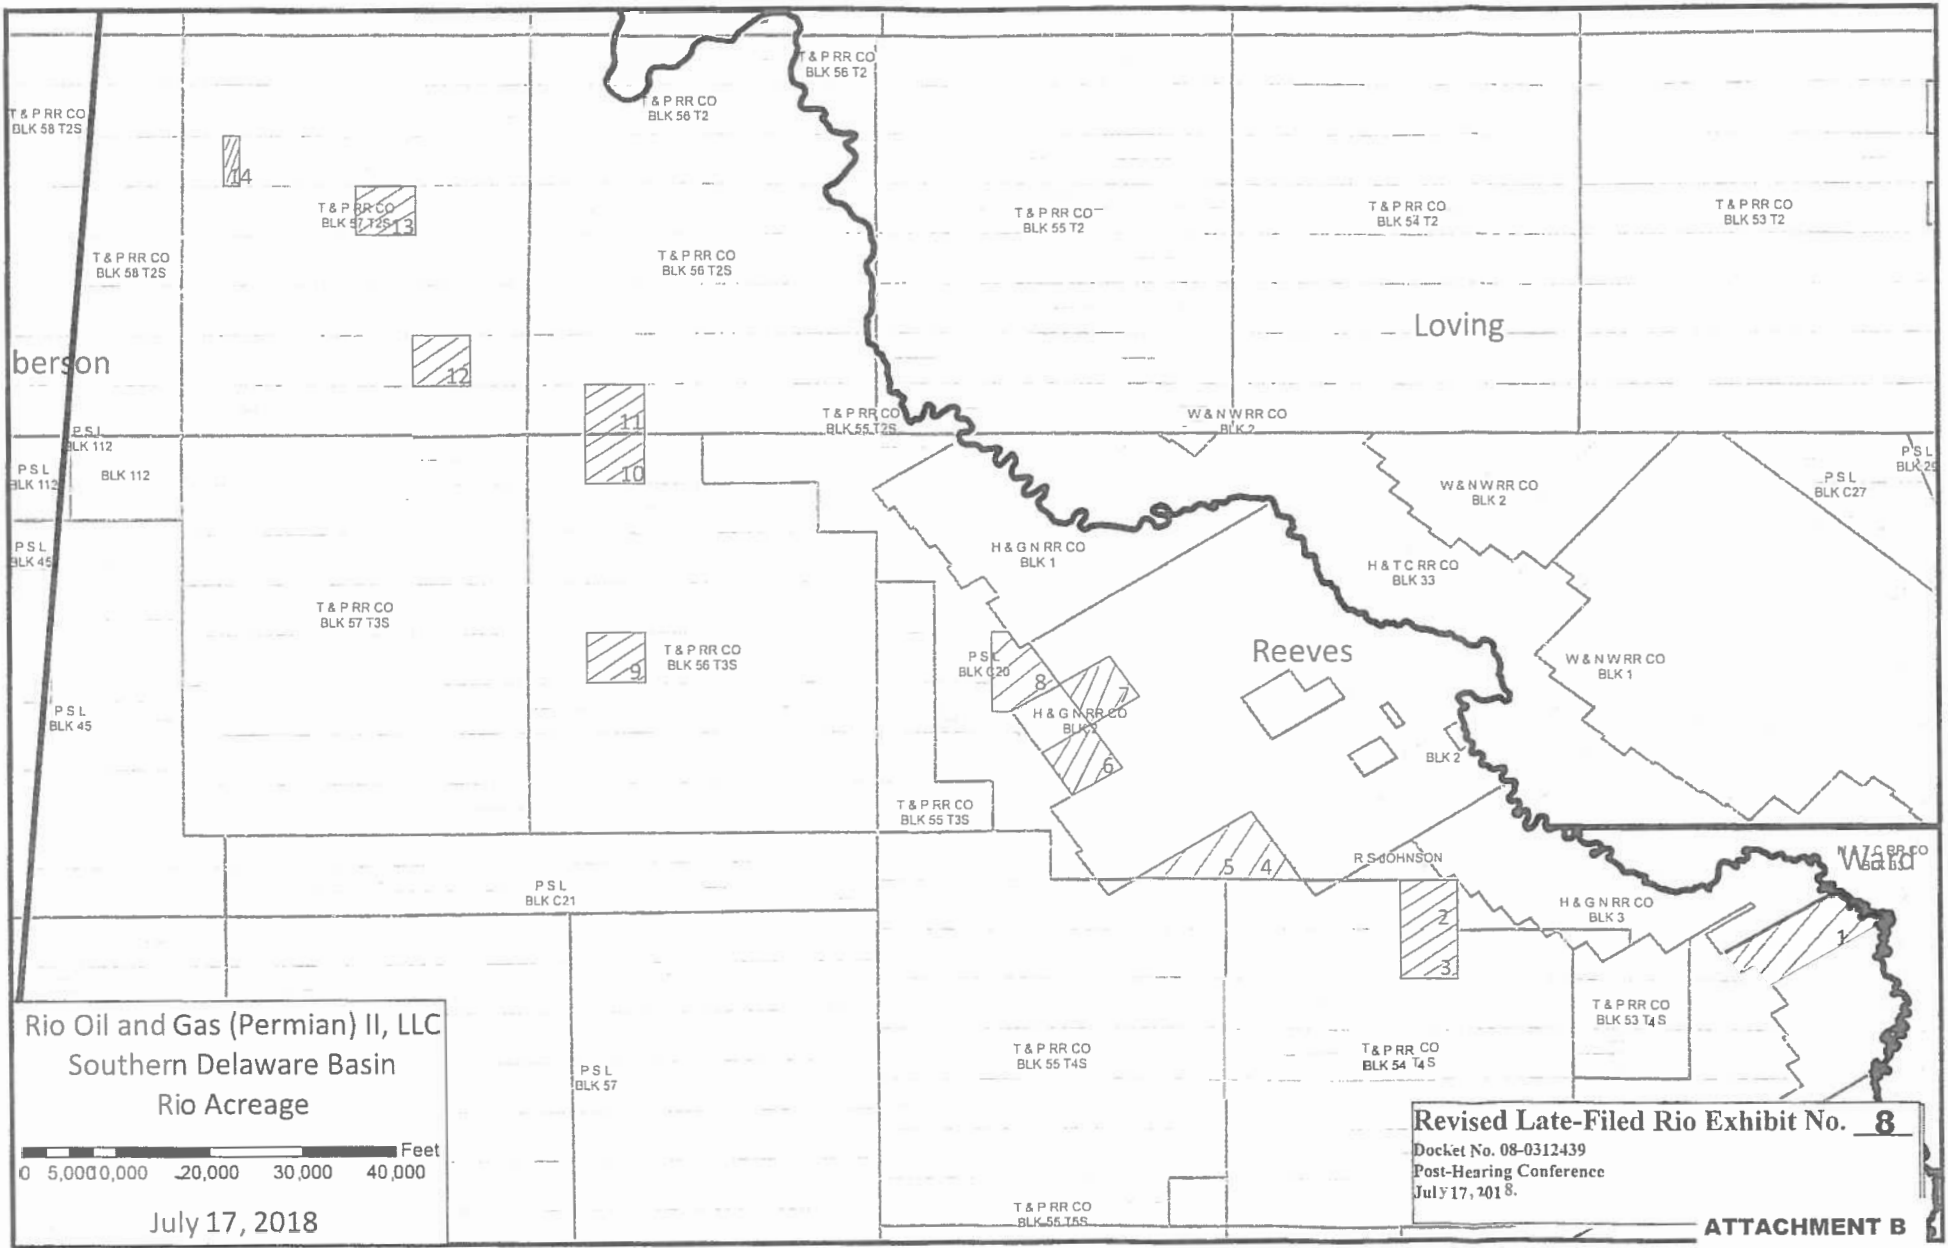 T & P RR CO
BLK 56 T2
T & P RR CO
BLK 56 T2
T & P RR CO
BLK 58 T2S
14
T & P RR CO
BLK 57 T2S
13
T & P RR CO
BLK 55 T2
T & P RR CO
BLK 54 T2
T & P RR CO
BLK 53 T2
T & P RR CO
BLK 58 T2S
T & P RR CO
BLK 56 T2S
Loving
berson
12
11
T & P RR CO
BLK 55 T2S
W & N W RR CO
BLK 2
P S L
BLK 112
P S L
BLK 112
BLK 112
10
W & N W RR CO
BLK 2
P S L
BLK C27
P S L
BLK 29
P S L
BLK 45
H & G N RR CO
BLK 1
H & T C RR CO
BLK 33
T & P RR CO
BLK 57 T3S
9
T & P RR CO
BLK 56 T3S
P S L
BLK C20
8
7
Reeves
W & N W RR CO
BLK 1
P S L
BLK 45
H & G N RR CO
BLK 2
6
BLK 2
T & P RR CO
BLK 55 T3S
5
4
R S JOHNSON
Ward
P S L
BLK C21
2
3
H & G N RR CO
BLK 3
1
T & P RR CO
BLK 53 T4S
T & P RR CO
BLK 55 T4S
T & P RR CO
BLK 54 T4S
P S L
BLK 57
T & P RR CO
BLK 55 T5S
Rio Oil and Gas (Permian) II, LLC
Southern Delaware Basin
Rio Acreage
Feet
0 5,000 10,000 20,000 30,000 40,000
July 17, 2018
Revised Late-Filed Rio Exhibit No. 8
Docket No. 08-0312439
Post-Hearing Conference
July 17, 2018.
ATTACHMENT B